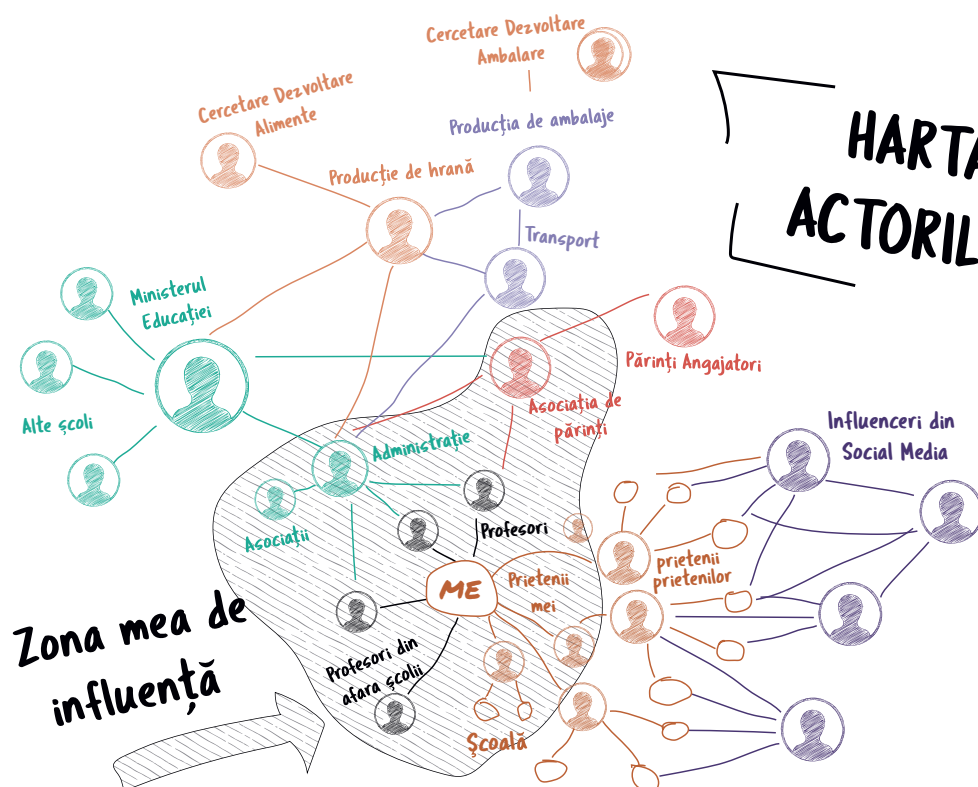 Cercetare Dezvoltare
Ambalare
Cercetare Dezvoltare
Alimente
Producția de ambalaje
Producție de hrană
HARTA
ACTORIL
Transport
Ministerul
Educației
Părinți Angajatori
Alte școli
Asociația de
părinți
Influenceri din
Social Media
Administrație
Asociații
Profesori
prietenii
prietenilor
ME
Prietenii
mei
Zona mea de
influență
Profesori din
afara școlii
Școală